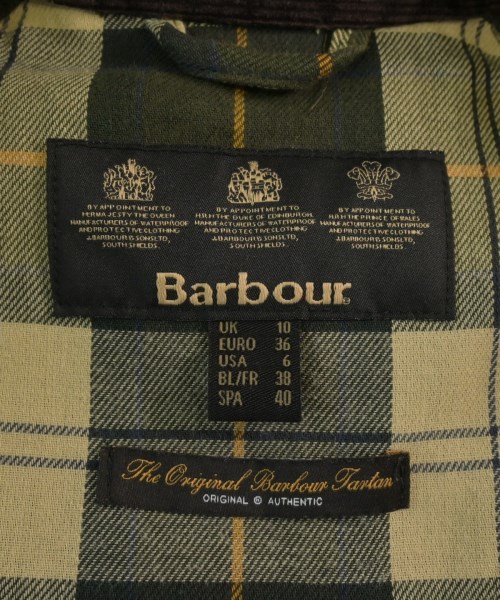 BY APPOINTMENT TO
HER MAJESTY THE QUEEN
MANUFACTURERS OF WATERPROOF
AND PROTECTIVE CLOTHING
J.BARBOUR & SONS LTD,
SOUTH SHIELDS.
BY APPOINTMENT TO
H.R.H THE DUKE OF EDINBURGH
MANUFACTURERS OF WATERPROOF
AND PROTECTIVE CLOTHING
J.BARBOUR & SONS LTD,
SOUTH SHIELDS.
BY APPOINTMENT TO
H.R.H THE PRINCE OF WALES
MANUFACTURERS OF WATERPROOF
AND PROTECTIVE CLOTHING
J.BARBOUR & SONS LTD,
SOUTH SHIELDS.
Barbour®
UK 10
EURO 36
USA 6
BL/FR 38
SPA 40
The Original Barbour Tartan
ORIGINAL ® AUTHENTIC